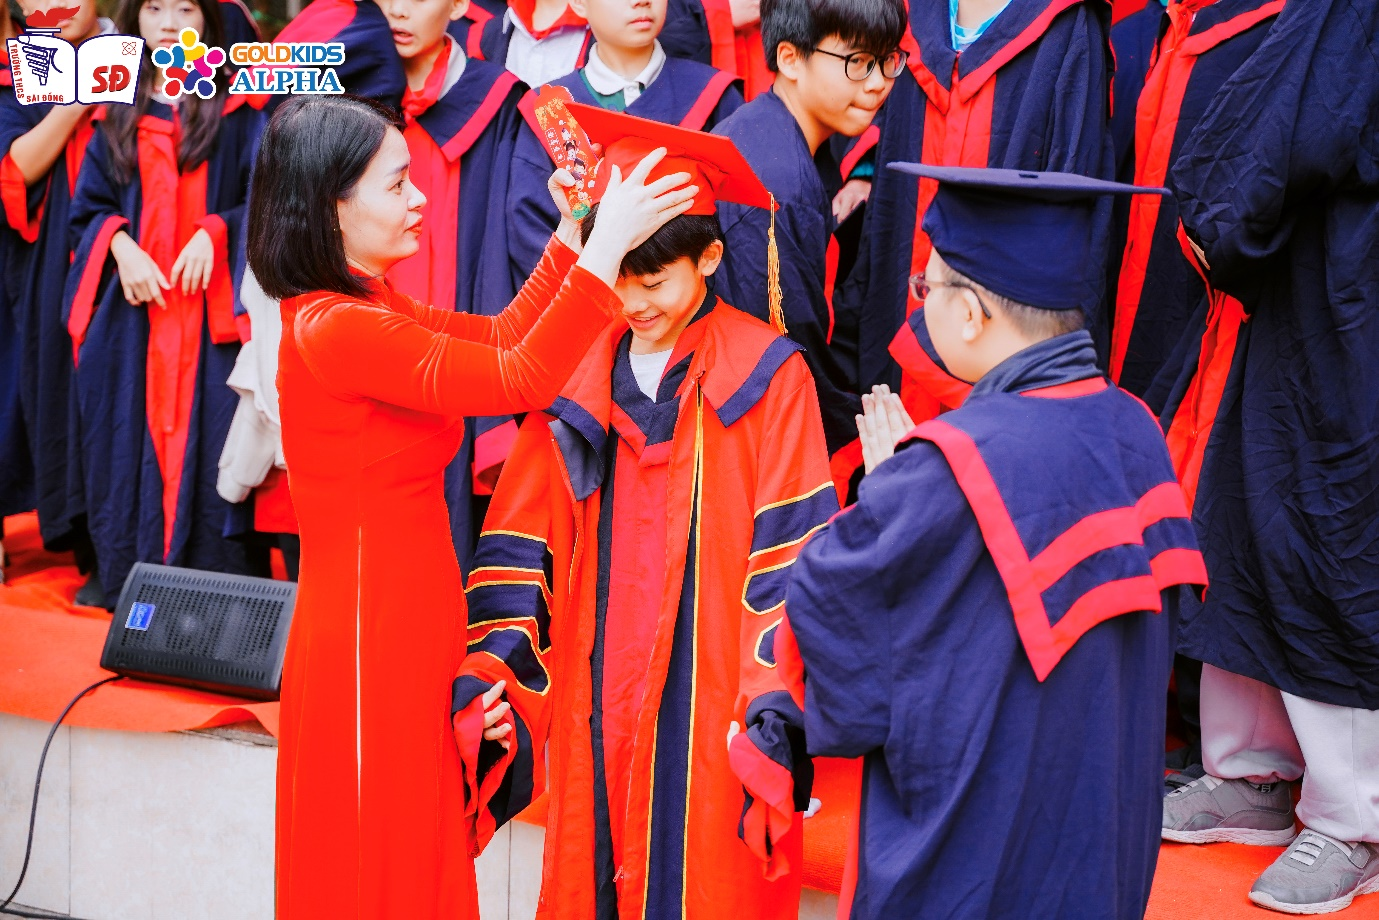 TRƯỜNG THCS
SÀI ĐỒNG
SĐ
GOLDKIDS
ALPHA